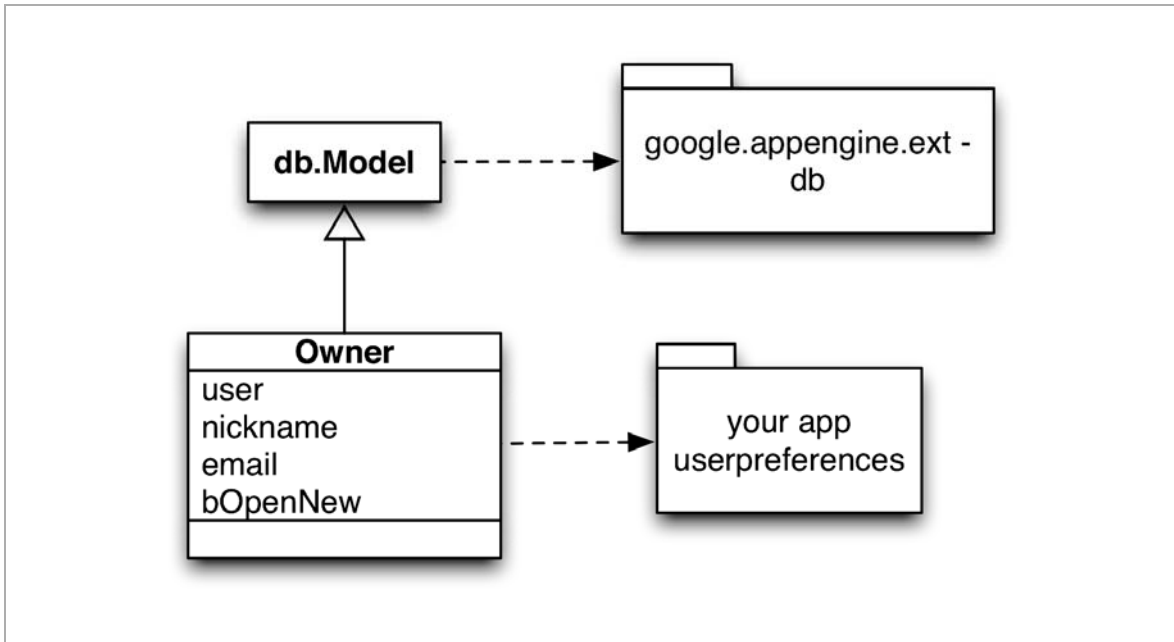 db.Model
google.appengine.ext -
db
Owner
user
nickname
email
bOpenNew
your app
userpreferences